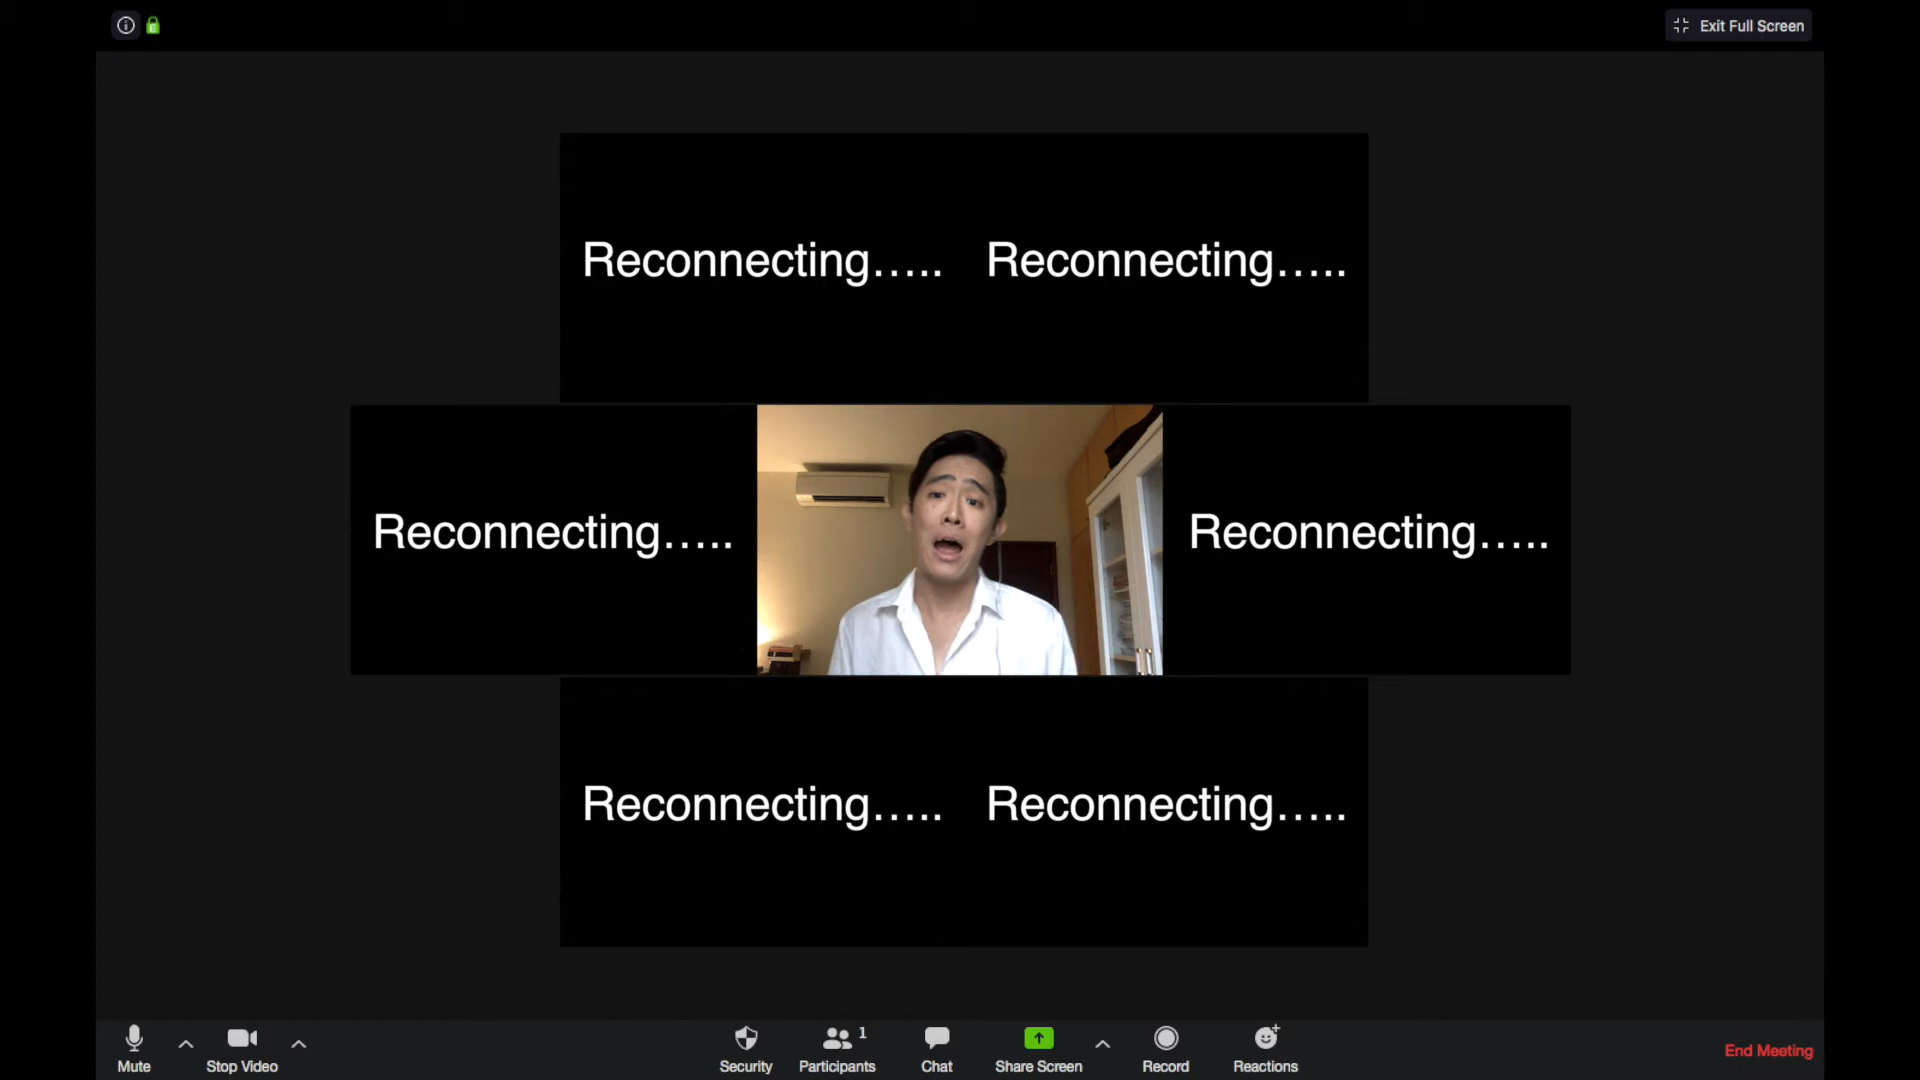 Exit Full Screen
Reconnecting..... Reconnecting.....
Reconnecting..... Reconnecting.....
Reconnecting..... Reconnecting.....
1
Mute Stop Video Security Participants Chat Share Screen Record Reactions End Meeting